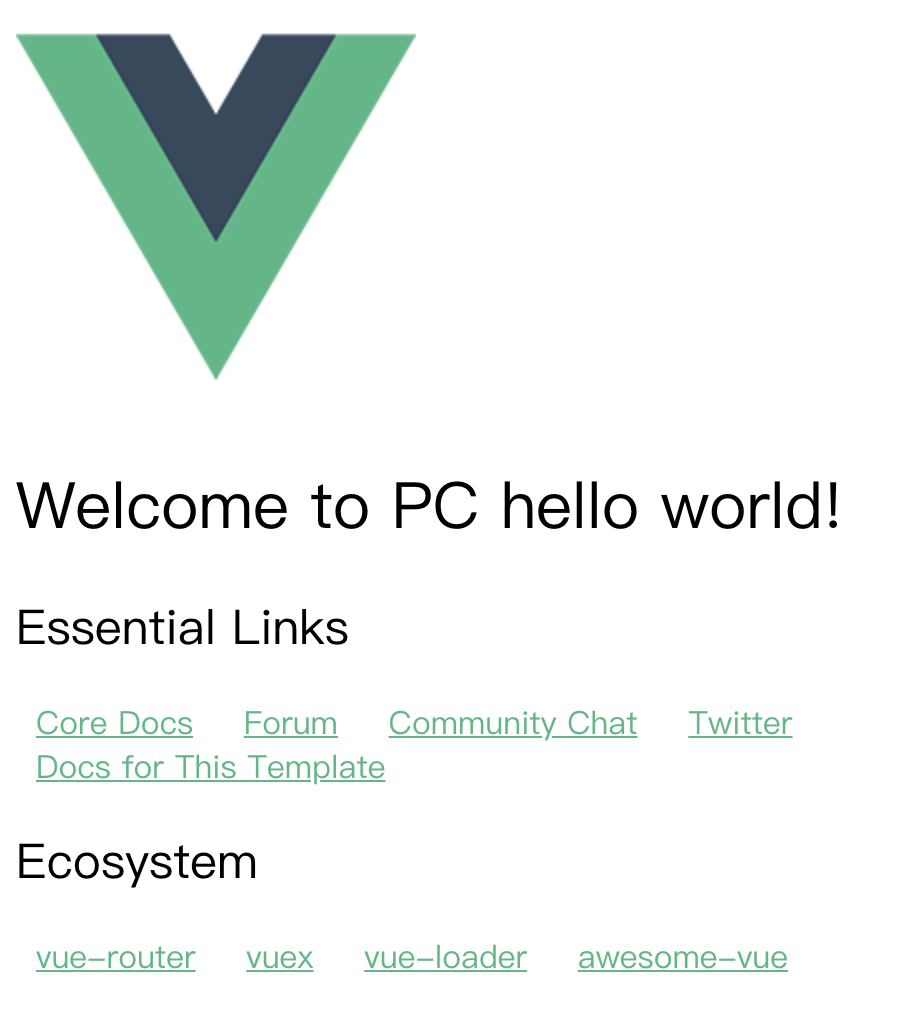 Welcome to PC hello world!
Essential Links
Core Docs Forum Community Chat Twitter
Docs for This Template
Ecosystem
vue-router vuex vue-loader awesome-vue